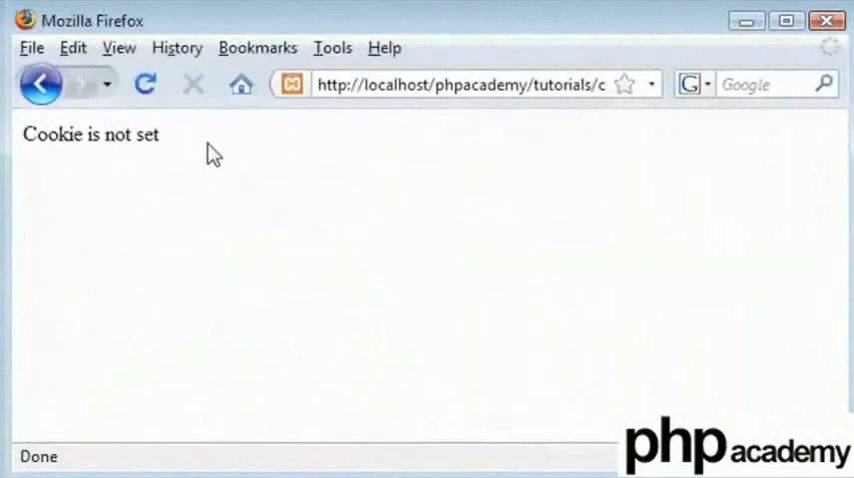 Mozilla Firefox
File Edit View History Bookmarks Tools Help
http://localhost/phpacademy/tutorials/c
G Google
Cookie is not set
Done
php academy